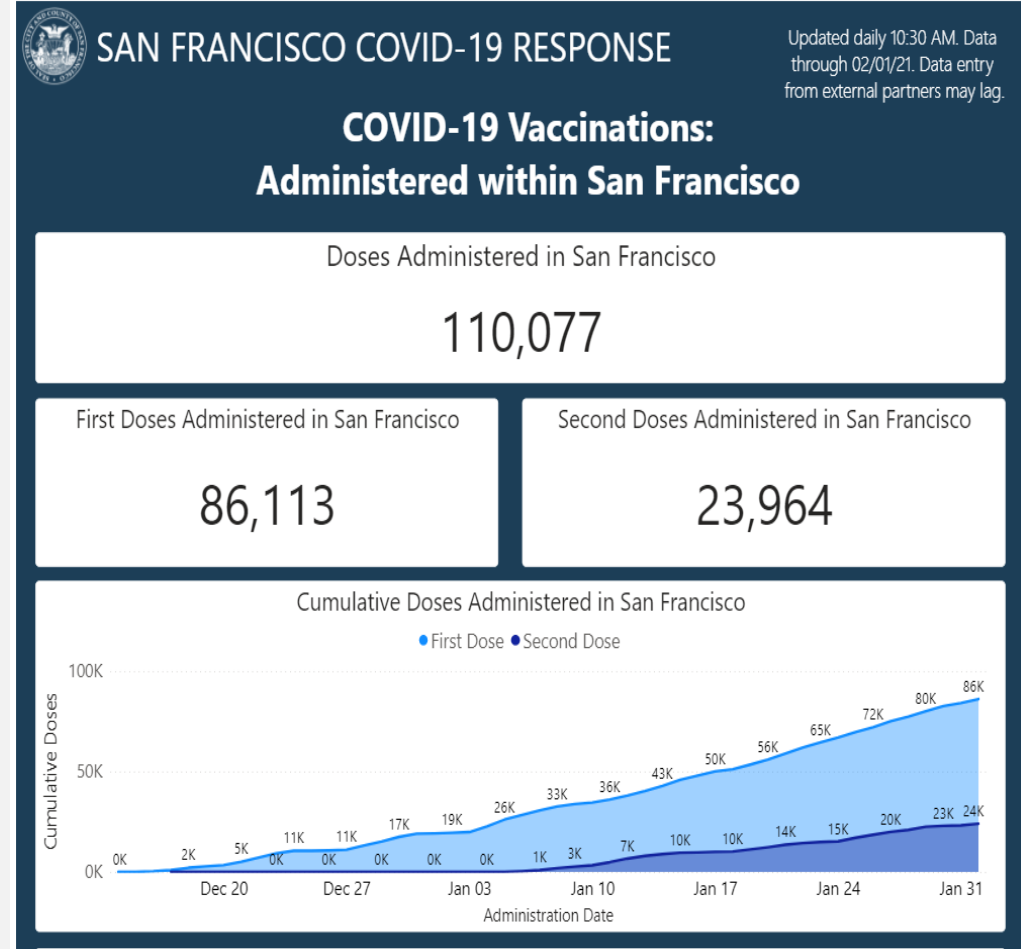 SAN FRANCISCO COVID-19 RESPONSE
Updated daily 10:30 AM. Data
through 02/01/21. Data entry
from external partners may lag.
COVID-19 Vaccinations:
Administered within San Francisco
Doses Administered in San Francisco
110,077
First Doses Administered in San Francisco
86,113
Second Doses Administered in San Francisco
23,964
Cumulative Doses Administered in San Francisco
First Dose Second Dose
Cumulative Doses
100K
50K
0K
0K 2K 5K 11K 11K 17K 19K 26K 33K 36K 43K 50K 56K 65K 72K 80K 86K
0K 0K 0K 0K 0K 1K 3K 7K 10K 10K 14K 15K 20K 23K 24K
Dec 20 Dec 27 Jan 03 Jan 10 Jan 17 Jan 24 Jan 31
Administration Date